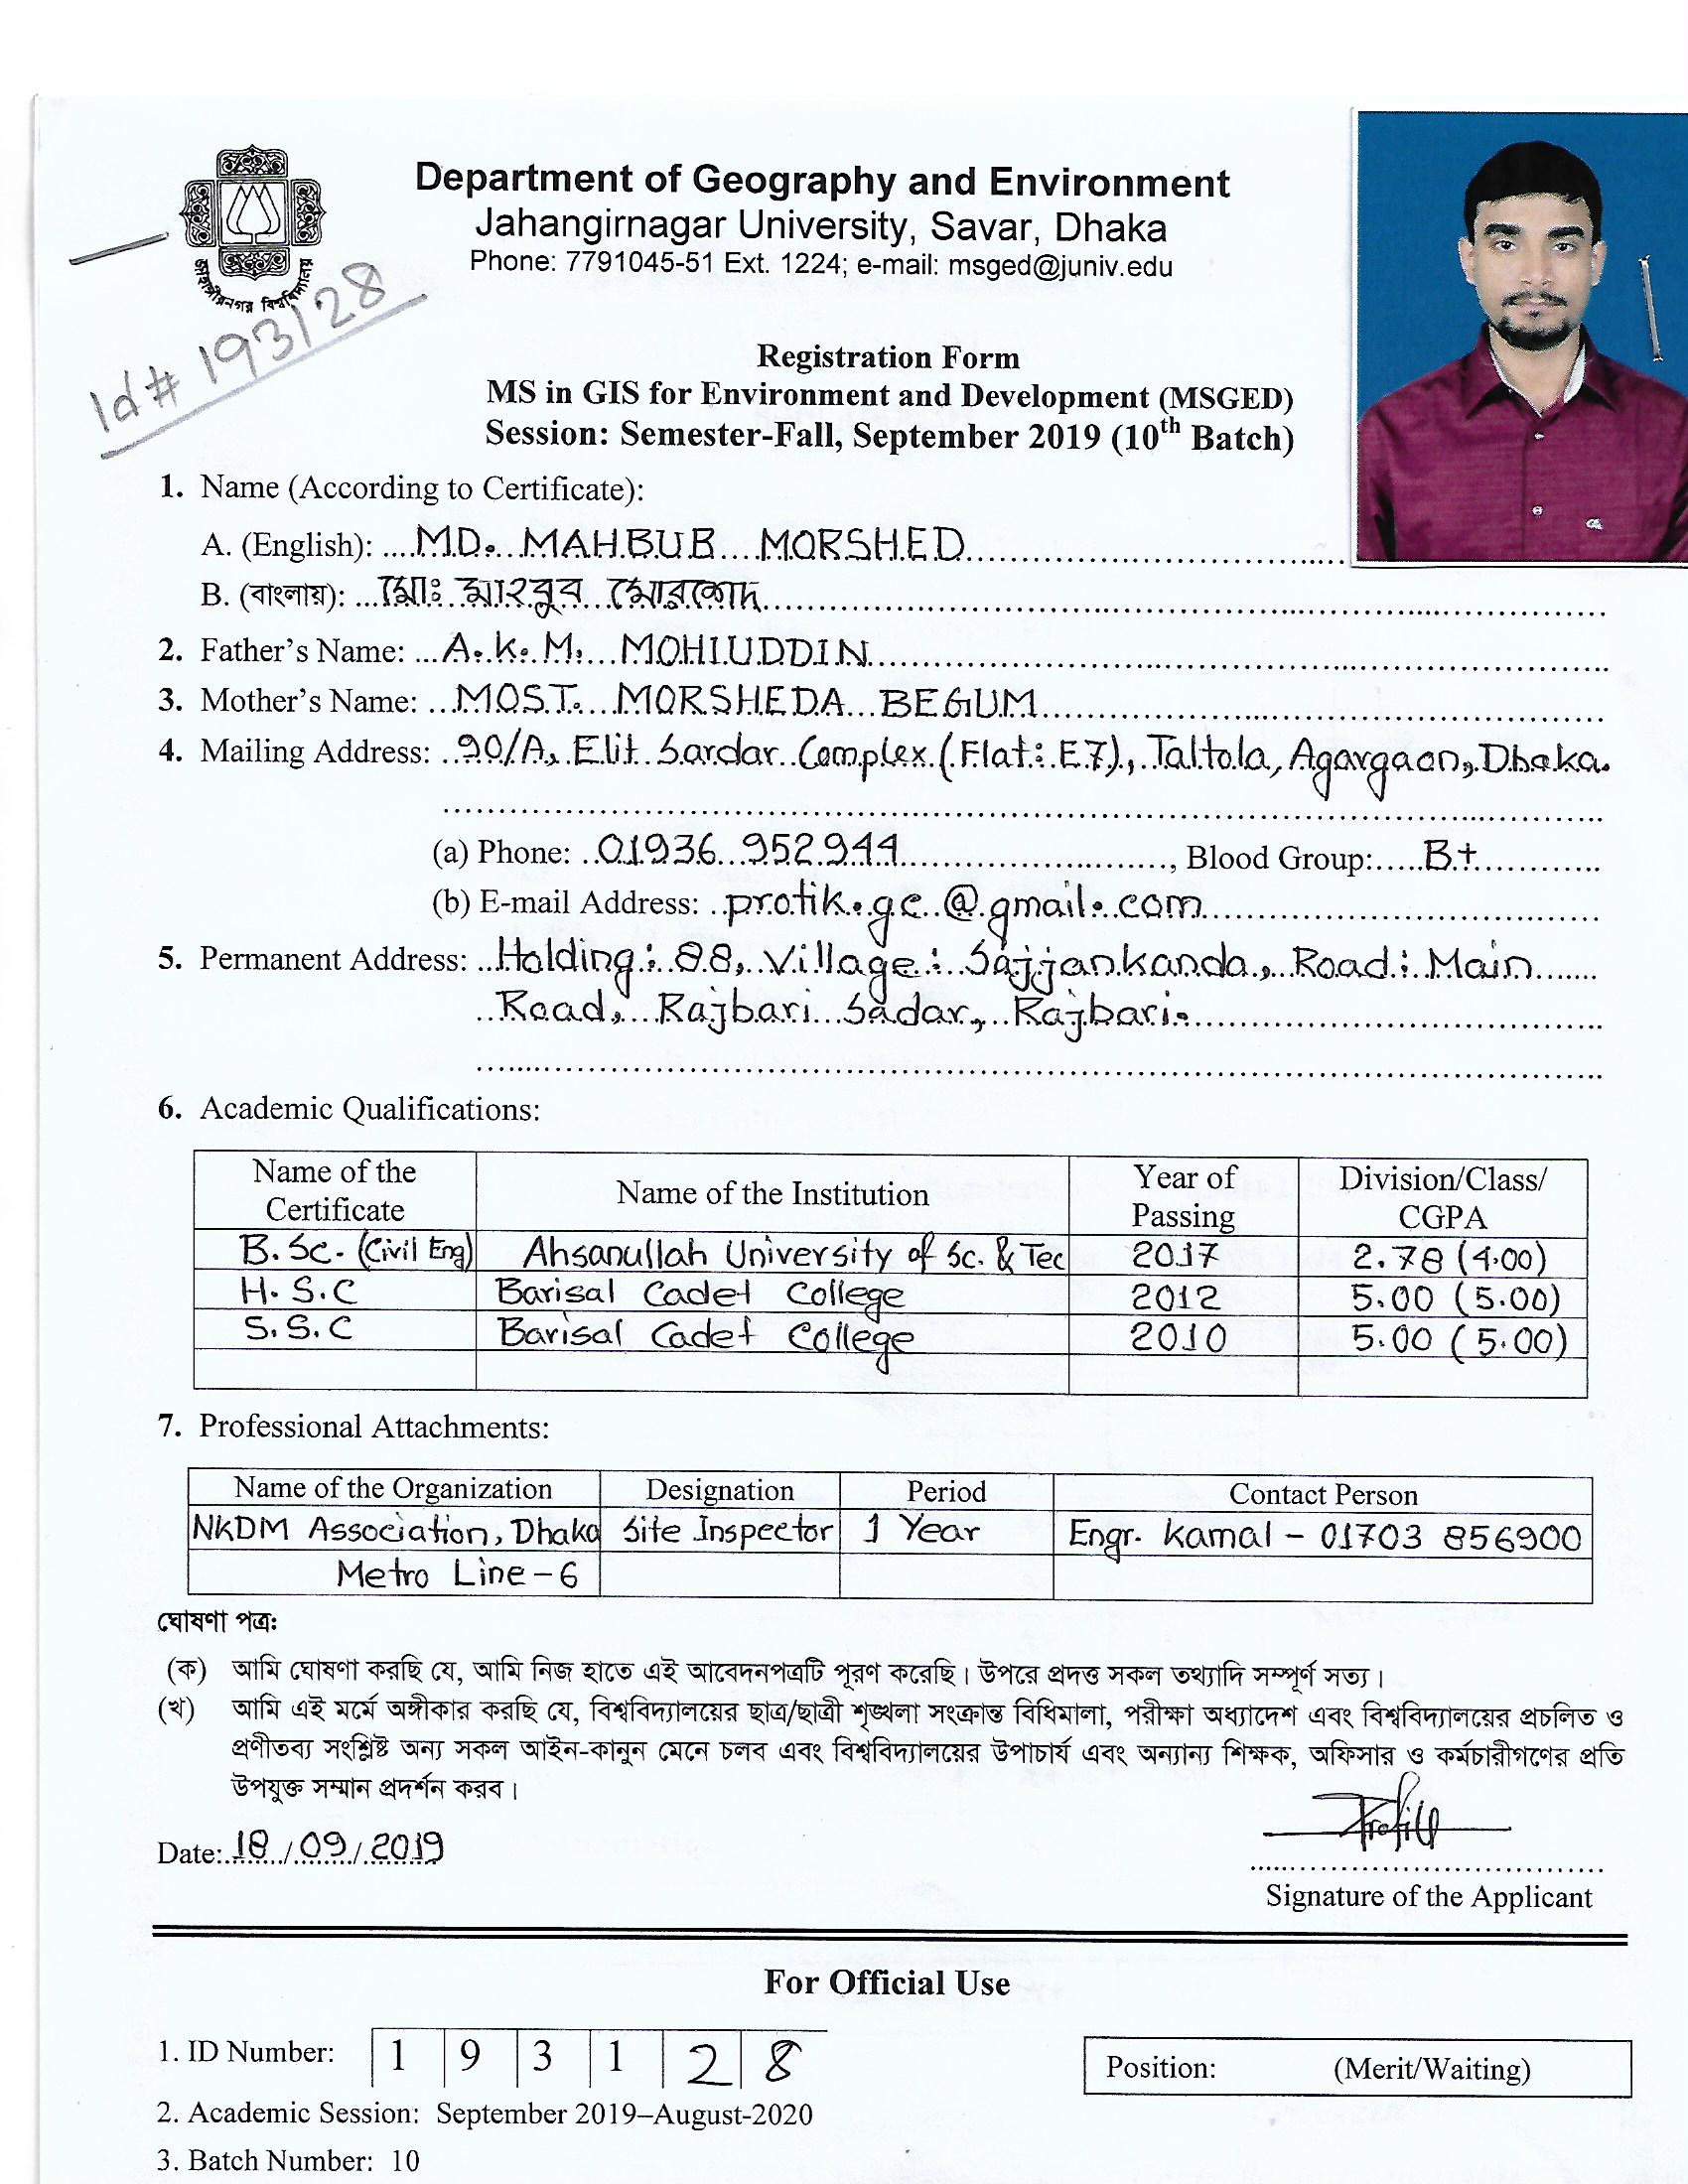 জাহাঙ্গীরনগর বিশ্ববিদ্যালয়
Department of Geography and Environment
Jahangirnagar University, Savar, Dhaka
Phone: 7791045-51 Ext. 1224; e-mail: msged@juniv.edu
Id# 193128
Registration Form
MS in GIS for Environment and Development (MSGED)
Session: Semester-Fall, September 2019 (10th Batch)
1. Name (According to Certificate):
A. (English): MD. MAHBUB MORSHED
B. (বাংলায়): মোঃ মাহবুব মোরশেদ
2. Father's Name: A. K. M. MOHIUDDIN
3. Mother's Name: MOST. MORSHEDA BEGUM
4. Mailing Address: 90/A, Elit Sardar Complex (Flat: E7), Taltola, Agargaon, Dhaka.
(a) Phone: 01936 952944, Blood Group: B+
(b) E-mail Address: protik.gc@gmail.com
5. Permanent Address: Holding: 88, Village: Sajjankanda, Road: Main
Road, Rajbari Sadar, Rajbari.
6. Academic Qualifications:
Name of the Certificate Name of the Institution Year of Passing Division/Class/CGPA
B.Sc. (Civil Eng) Ahsanullah University of Sc. & Tec 2017 2.78 (4.00)
H.S.C Barisal Cadet College 2012 5.00 (5.00)
S.S.C Barisal Cadet College 2010 5.00 (5.00)
7. Professional Attachments:
Name of the Organization Designation Period Contact Person
NKDM Association, Dhaka Site Inspector 1 Year Engr. Kamal - 01703 856900
Metro Line-6
ঘোষণা পত্র:
(ক) আমি ঘোষণা করছি যে, আমি নিজ হাতে এই আবেদনপত্রটি পূরণ করেছি। উপরে প্রদত্ত সকল তথ্যাদি সম্পূর্ণ সত্য।
(খ) আমি এই মর্মে অঙ্গীকার করছি যে, বিশ্ববিদ্যালয়ের ছাত্র/ছাত্রী শৃঙ্খলা সংক্রান্ত বিধিমালা, পরীক্ষা অধ্যাদেশ এবং বিশ্ববিদ্যালয়ের প্রচলিত ও
প্রণীতব্য সংশ্লিষ্ট অন্য সকল আইন-কানুন মেনে চলব এবং বিশ্ববিদ্যালয়ের উপাচার্য এবং অন্যান্য শিক্ষক, অফিসার ও কর্মচারীগণের প্রতি
উপযুক্ত সম্মান প্রদর্শন করব।
Date: 18/09/2019
Signature of the Applicant
For Official Use
1. ID Number: 1 9 3 1 2 8
Position: (Merit/Waiting)
2. Academic Session: September 2019–August-2020
3. Batch Number: 10